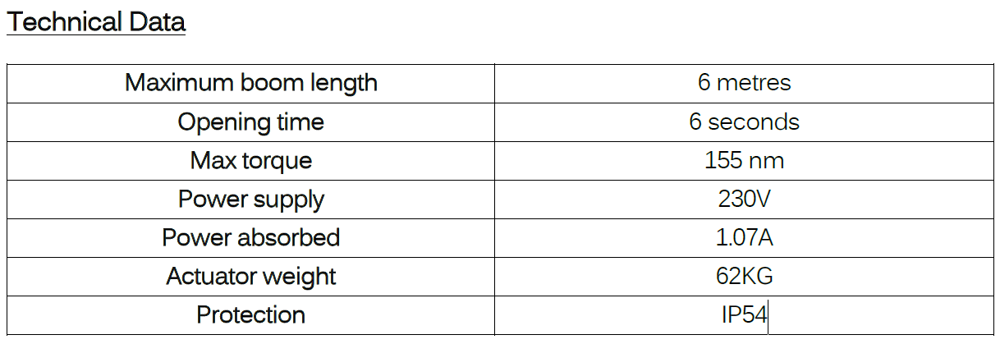 Technical Data
Maximum boom length 6 metres
Opening time 6 seconds
Max torque 155 nm
Power supply 230V
Power absorbed 1.07A
Actuator weight 62KG
Protection IP54